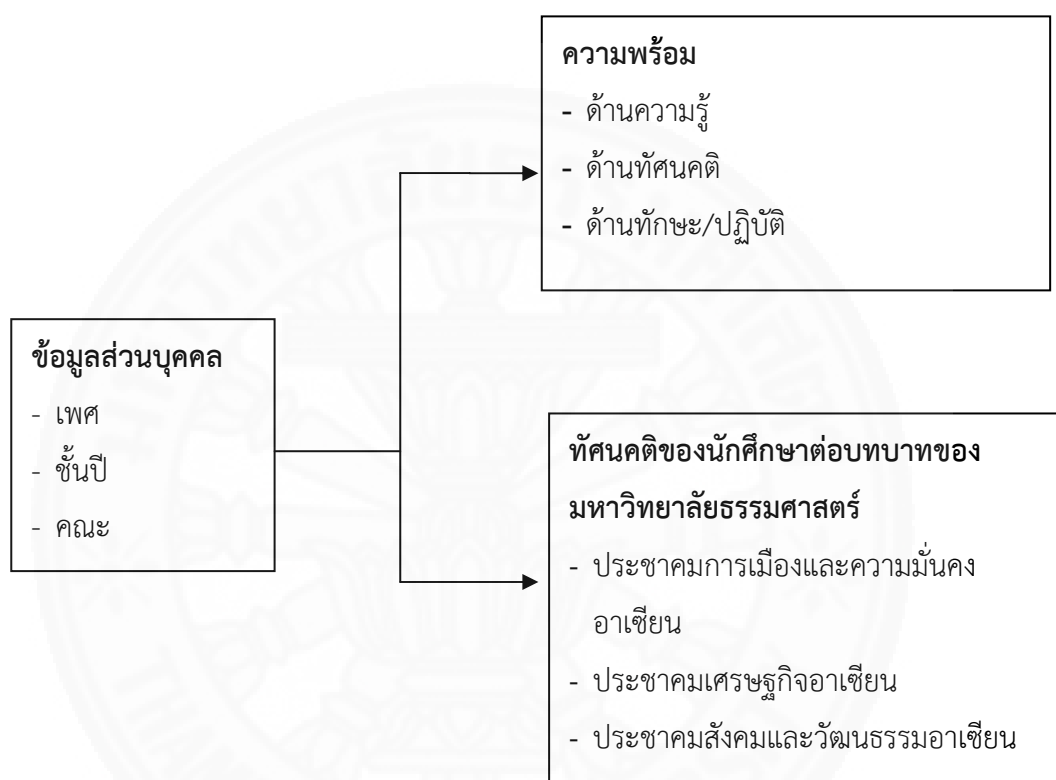 ความพร้อม
- ด้านความรู้
- ด้านทัศนคติ
- ด้านทักษะ/ปฏิบัติ
ข้อมูลส่วนบุคคล
- เพศ
- ชั้นปี
- คณะ
ทัศนคติของนักศึกษาต่อบทบาทของ
มหาวิทยาลัยธรรมศาสตร์
- ประชาคมการเมืองและความมั่นคง
อาเซียน
- ประชาคมเศรษฐกิจอาเซียน
- ประชาคมสังคมและวัฒนธรรมอาเซียน